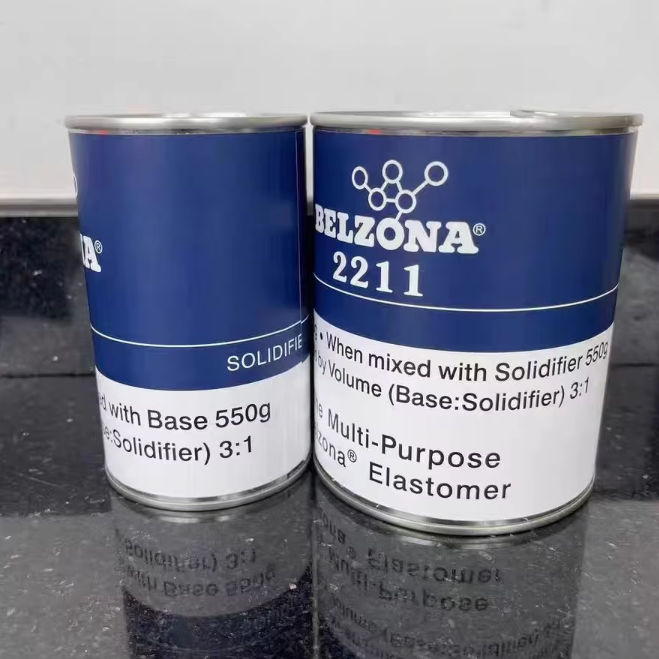 A®
SOLIDIFIE
d with Base 550g
e:Solidifier) 3:1
BELZONA®
2211
• When mixed with Solidifier 550g
by Volume (Base:Solidifier) 3:1
e Multi-Purpose
zona® Elastomer